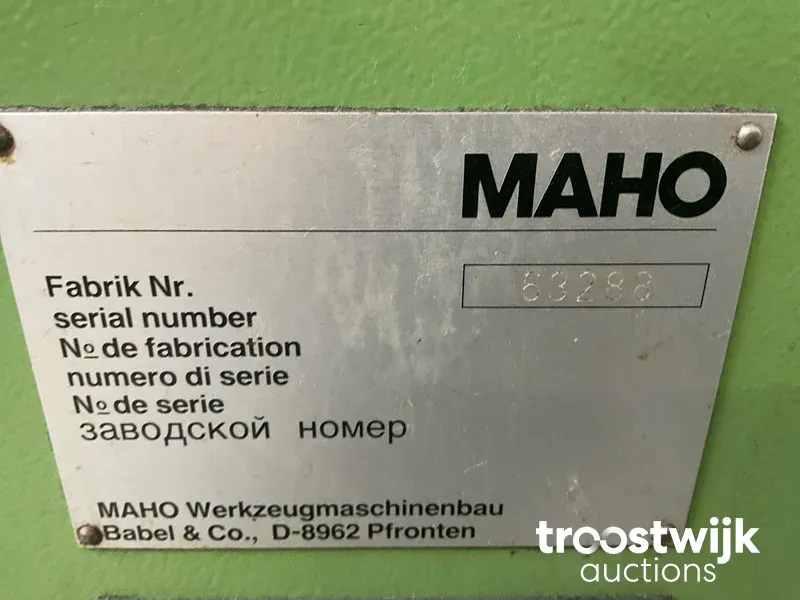 MAHO
Fabrik Nr. 63288
serial number
No de fabrication
numero di serie
No de serie
заводской номер
MAHO Werkzeugmaschinenbau
Babel & Co., D-8962 Pfronten
troostwijk
auctions